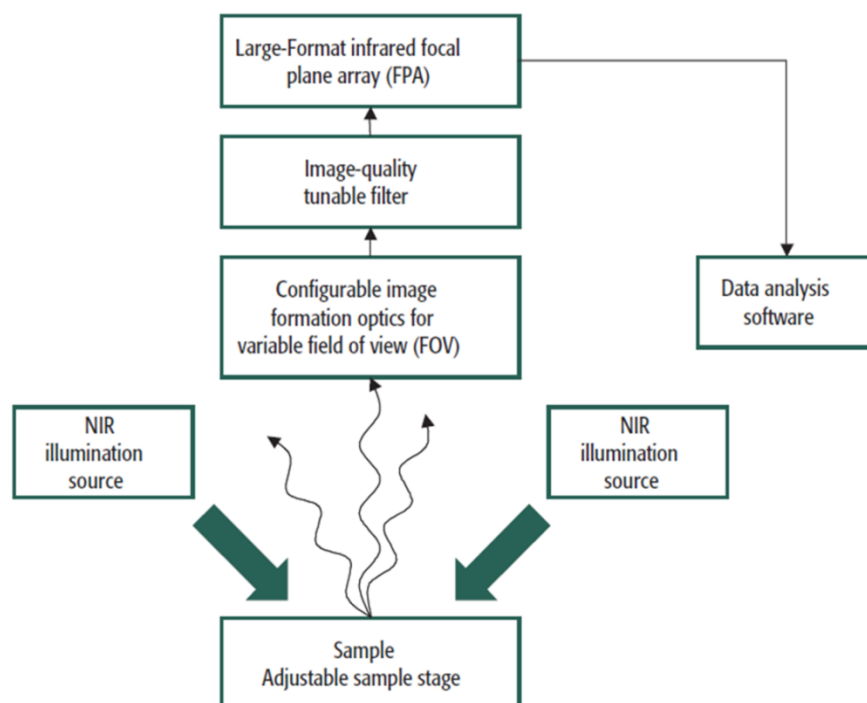 Large-Format infrared focal
plane array (FPA)
Image-quality
tunable filter
Configurable image
formation optics for
variable field of view (FOV)
Data analysis
software
NIR
illumination
source
NIR
illumination
source
Sample
Adjustable sample stage